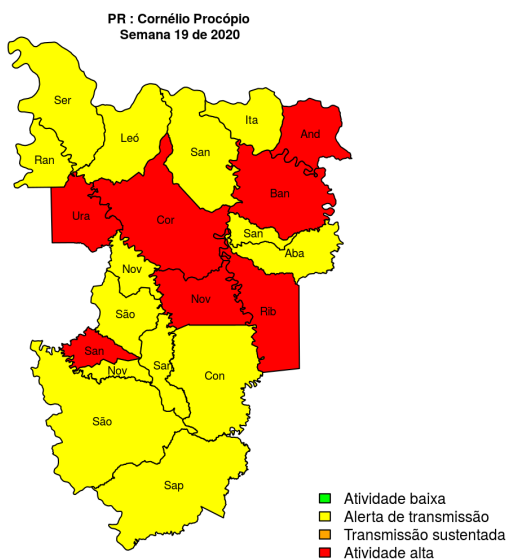 PR : Cornélio Procópio
Semana 19 de 2020
Ser
Ita
And
Leó
San
Ran
Ban
Ura
Cor
San
Aba
Nov
Nov
Rib
São
San
San
Nov
Con
São
Sap
Atividade baixa
Alerta de transmissão
Transmissão sustentada
Atividade alta